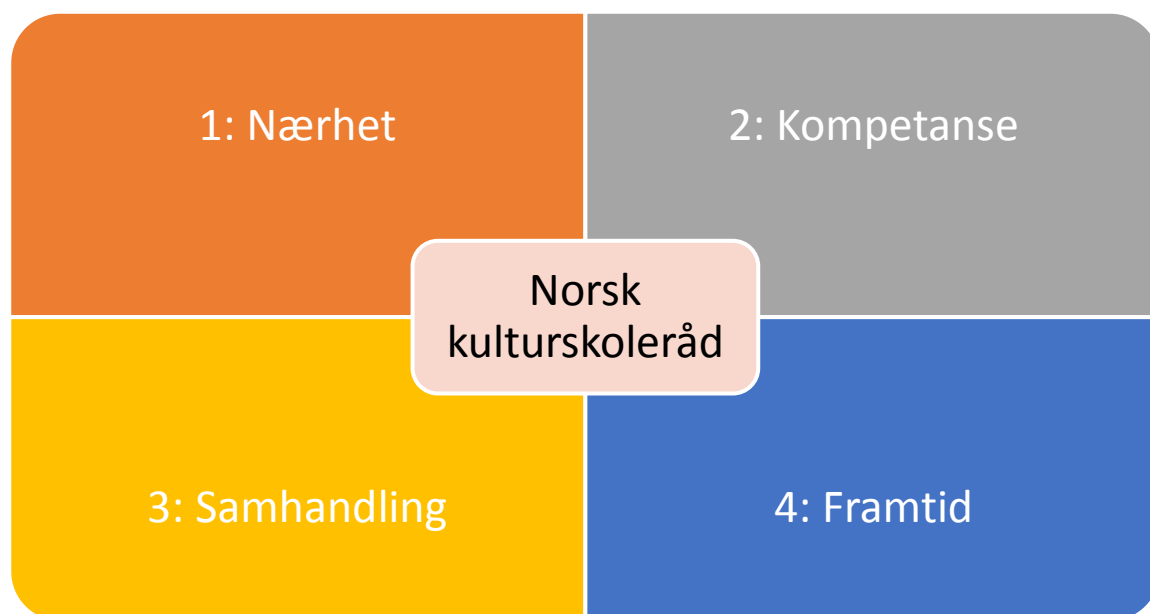 1: Nærhet
2: Kompetanse
Norsk
kulturskoleråd
3: Samhandling
4: Framtid